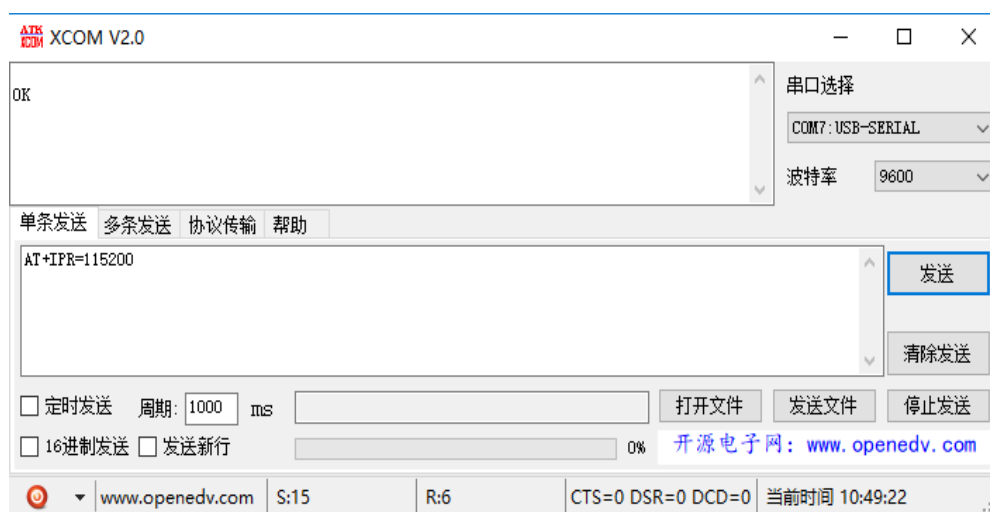 ATK XCOM XCOM V2.0
OK
串口选择
COM7:USB-SERIAL
波特率 9600
单条发送 多条发送 协议传输 帮助
AT+IPR=115200
发送
清除发送
定时发送 周期: 1000 ms 打开文件 发送文件 停止发送
16进制发送 发送新行 0% 开源电子网: www.openedv.com
www.openedv.com S:15 R:6 CTS=0 DSR=0 DCD=0 当前时间 10:49:22